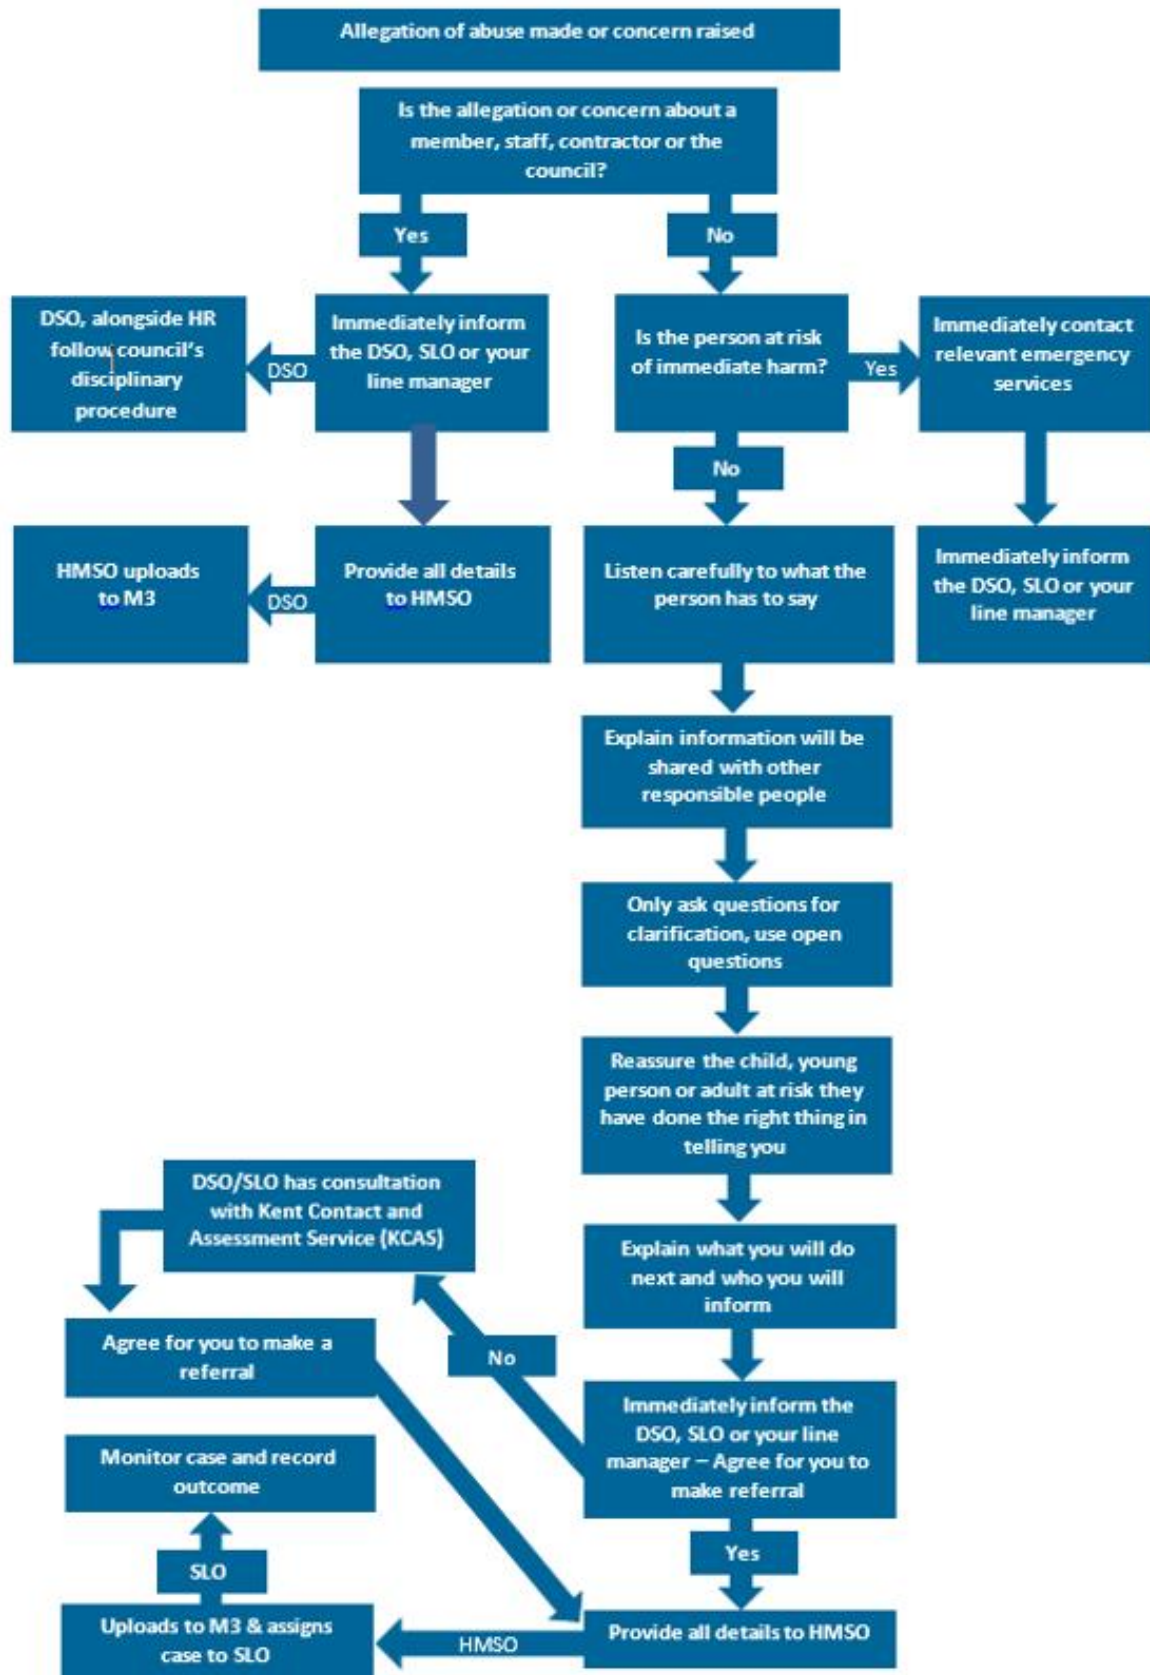 Allegation of abuse made or concern raised
Is the allegation or concern about a
member, staff, contractor or the
council?
Yes
No
DSO, alongside HR
follow council's
disciplinary
procedure
DSO
Immediately inform
the DSO, SLO or your
line manager
Is the person at risk
of immediate harm?
Yes
Immediately contact
relevant emergency
services
No
HMSO uploads
to M3
DSO
Provide all details
to HMSO
Listen carefully to what the
person has to say
Immediately inform
the DSO, SLO or your
line manager
Explain information will be
shared with other
responsible people
Only ask questions for
clarification, use open
questions
Reassure the child, young
person or adult at risk they
have done the right thing in
telling you
DSO/SLO has consultation
with Kent Contact and
Assessment Service (KCAS)
Explain what you will do
next and who you will
inform
Agree for you to make a
referral
No
Immediately inform the
DSO, SLO or your line
manager – Agree for you to
make referral
Monitor case and record
outcome
Yes
SLO
Uploads to M3 & assigns
case to SLO
HMSO
Provide all details to HMSO